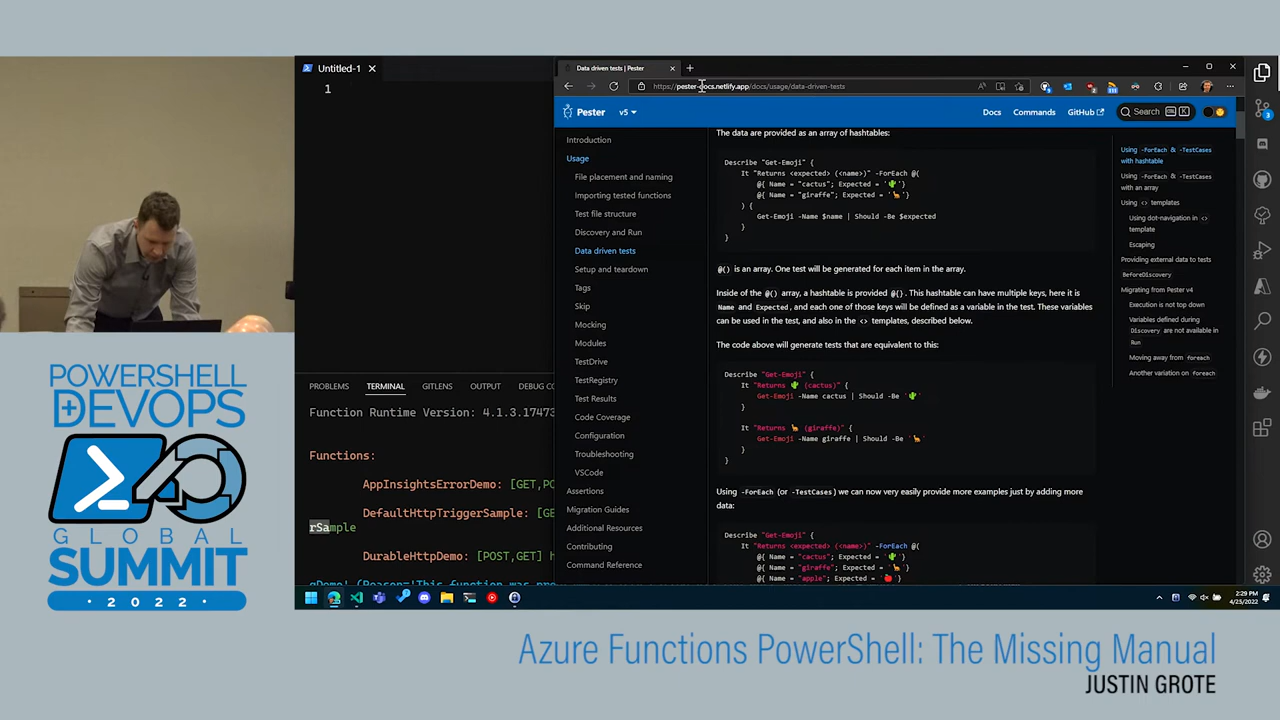 Untitled-1
1
PROBLEMS
TERMINAL
GITLENS
OUTPUT
DEBUG CO
Function Runtime Version: 4.1.3.17473
Functions:
AppInsightsErrorDemo: [GET,PO
DefaultHttpTriggerSample: [GE
rSample
DurableHttpDemo: [POST,GET] h
Data driven tests | Pester
https://pester-docs.netlify.app/docs/usage/data-driven-tests
Pester
v5
Docs
Commands
GitHub
Search
Ctrl
K
Introduction
Usage
File placement and naming
Importing tested functions
Test file structure
Discovery and Run
Data driven tests
Setup and teardown
Tags
Skip
Mocking
Modules
TestDrive
TestRegistry
Test Results
Code Coverage
Configuration
Troubleshooting
VSCode
Assertions
Migration Guides
Additional Resources
Contributing
Command Reference
The data are provided as an array of hashtables:
Describe "Get-Emoji" {
It "Returns <expected> (<name>)" -ForEach @(
@{ Name = "cactus"; Expected = '🌵'}
@{ Name = "giraffe"; Expected = '🦒'}
) {
Get-Emoji -Name $name | Should -Be $expected
}
}
@() is an array. One test will be generated for each item in the array.
Inside of the @() array, a hashtable is provided @{}. This hashtable can have multiple keys, here it is
Name and Expected, and each one of those keys will be defined as a variable in the test. These variables
can be used in the test, and also in the <> templates, described below.
The code above will generate tests that are equivalent to this:
Describe "Get-Emoji" {
It "Returns 🌵 (cactus)" {
Get-Emoji -Name cactus | Should -Be '🌵'
}
It "Returns 🦒 (giraffe)" {
Get-Emoji -Name giraffe | Should -Be '🦒'
}
}
Using -ForEach (or -TestCases) we can now very easily provide more examples just by adding more
data:
Describe "Get-Emoji" {
It "Returns <expected> (<name>)" -ForEach @(
@{ Name = "cactus"; Expected = '🌵'}
@{ Name = "giraffe"; Expected = '🦒'}
@{ Name = "apple"; Expected = '🍎'}
Using -ForEach & -TestCases
with hashtable
Using -ForEach & -TestCases
with an array
Using <> templates
Using dot-navigation in <>
template
Escaping
Providing external data to tests
BeforeDiscovery
Migrating from Pester v4
Execution is not top down
Variables defined during
Discovery are not available in
Run
Moving away from foreach
Another variation on foreach
3
2:29 PM
4/25/2022
POWERSHELL
DEVOPS
GLOBAL
SUMMIT
· 2022 ·
Azure Functions PowerShell: The Missing Manual
JUSTIN GROTE